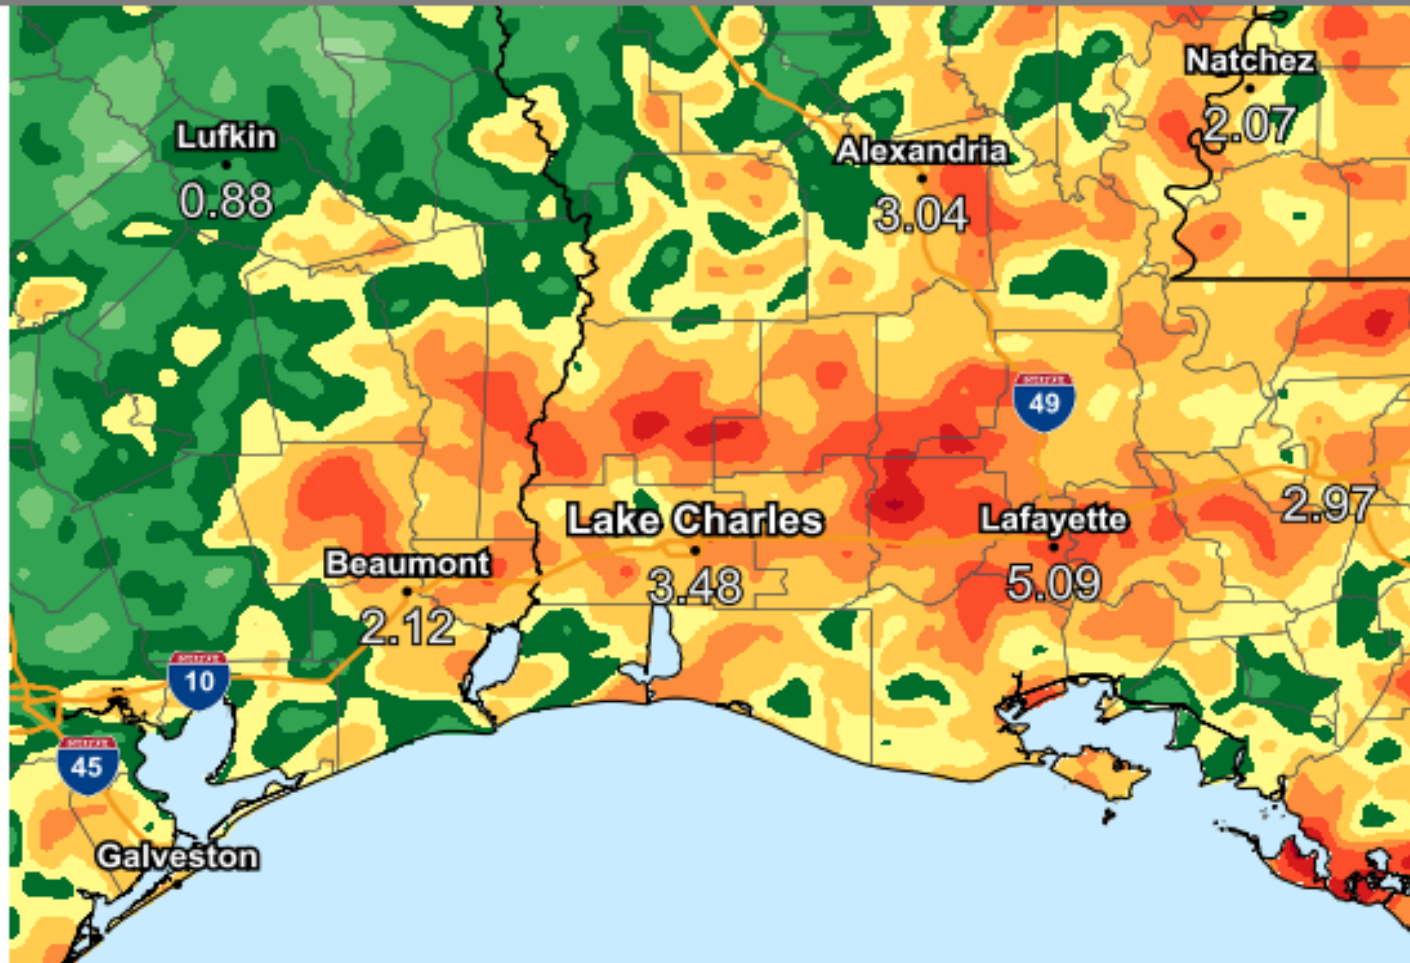 Natchez
2.07
Lufkin
0.88
Alexandria
3.04
49
Lake Charles
3.48
Lafayette
5.09
2.97
Beaumont
2.12
10
45
Galveston